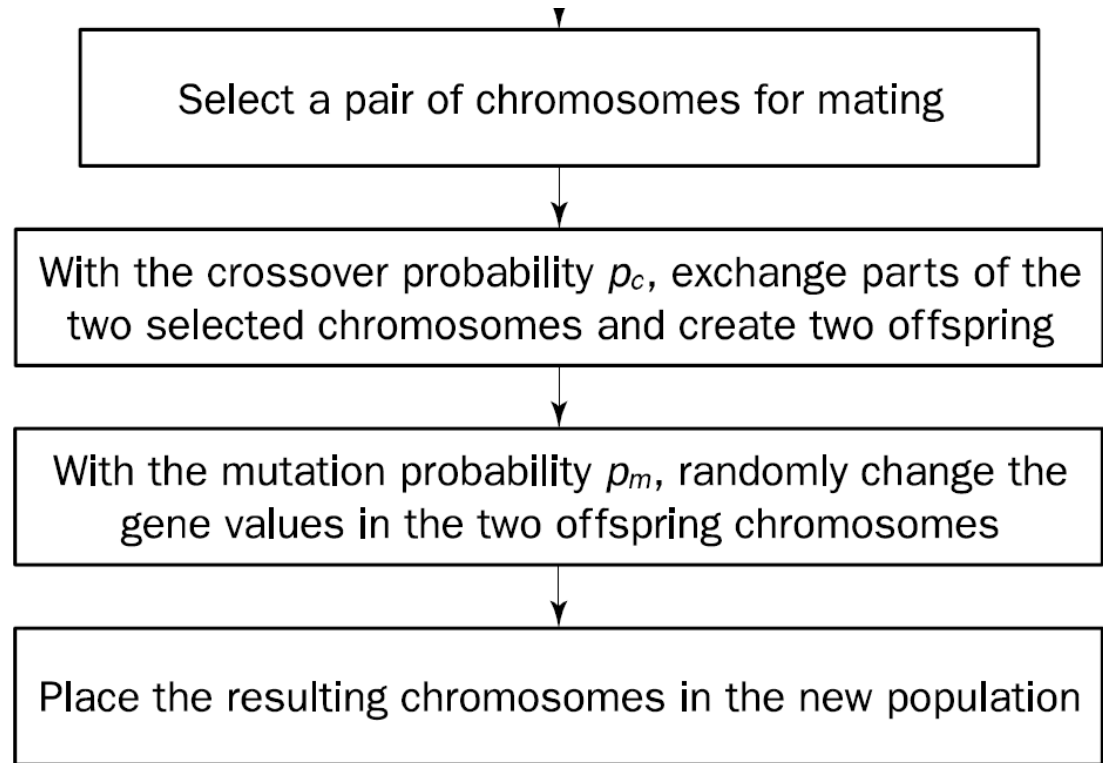 Select a pair of chromosomes for mating
With the crossover probability pc, exchange parts of the
two selected chromosomes and create two offspring
With the mutation probability pm, randomly change the
gene values in the two offspring chromosomes
Place the resulting chromosomes in the new population